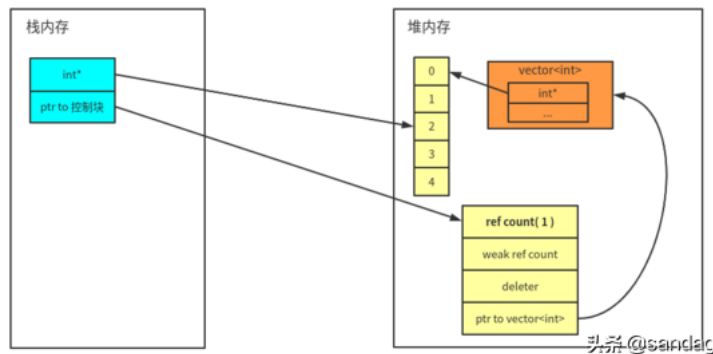 栈内存
int*
ptr to 控制块
堆内存
0
1
2
3
4
vector<int>
int*
...
ref count( 1 )
weak ref count
deleter
ptr to vector<int>
头条 @sandag